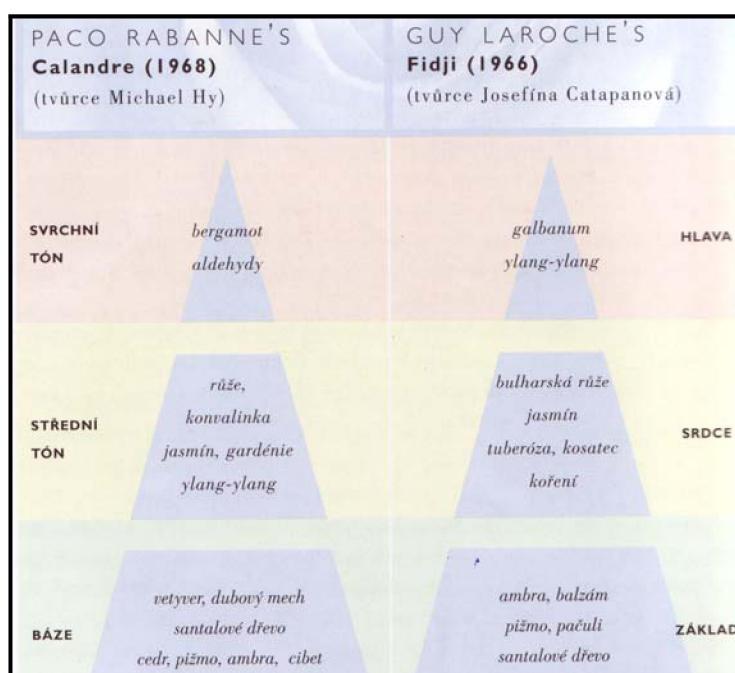 PACO RABANNE'S
Calandre (1968)
(tvůrce Michael Hy)
GUY LAROCHE'S
Fidji (1966)
(tvůrce Josefína Catapanová)
SVRCHNÍ
TÓN
bergamot
aldehydy
galbanum
ylang-ylang
HLAVA
STŘEDNÍ
TÓN
růže,
konvalinka
jasmín, gardénie
ylang-ylang
bulharská růže
jasmín
tuberóza, kosatec
koření
SRDCE
BÁZE
vetyver, dubový mech
santalové dřevo
cedr, pižmo, ambra, cibet
ambra, balzám
pižmo, pačuli
santalové dřevo
ZÁKLAD